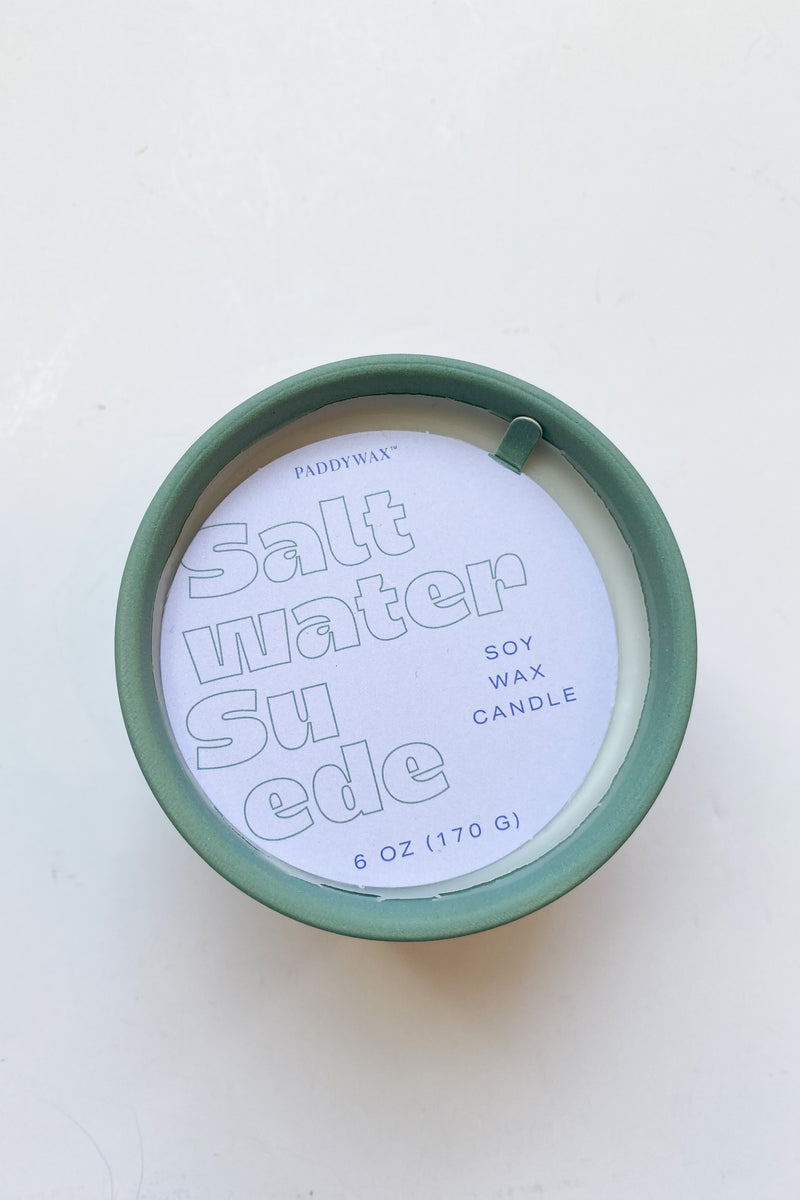 PADDYWAX™
Salt
water
Su
ede
SOY
WAX
CANDLE
6 OZ (170 G)